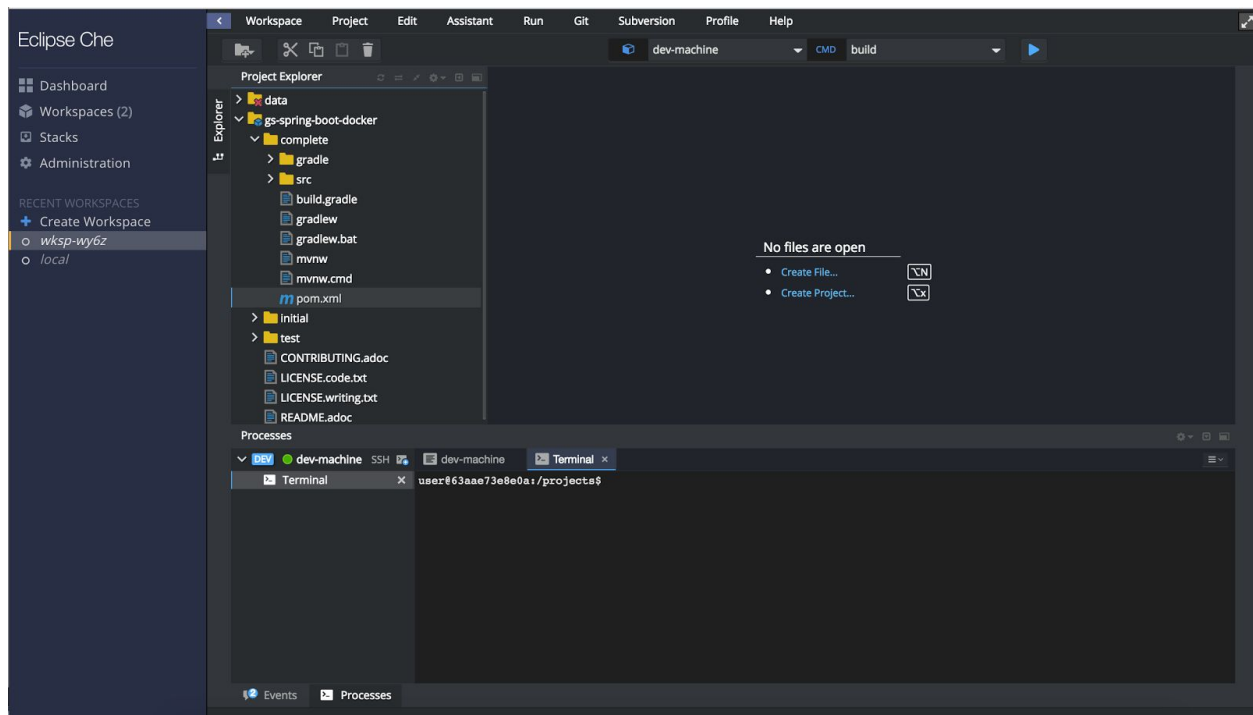 Eclipse Che
Dashboard
Workspaces (2)
Stacks
Administration
RECENT WORKSPACES
+ Create Workspace
wksp-wy6z
local
Workspace Project Edit Assistant Run Git Subversion Profile Help
dev-machine CMD build
Project Explorer
Explorer
data
gs-spring-boot-docker
complete
gradle
src
build.gradle
gradlew
gradlew.bat
mvnw
mvnw.cmd
m pom.xml
initial
test
CONTRIBUTING.adoc
LICENSE.code.txt
LICENSE.writing.txt
README.adoc
No files are open
• Create File... ⌥N
• Create Project... ⌥x
Processes
DEV dev-machine SSH dev-machine Terminal ×
Terminal × user@63aae73e8e0a:/projects$
2 Events Processes